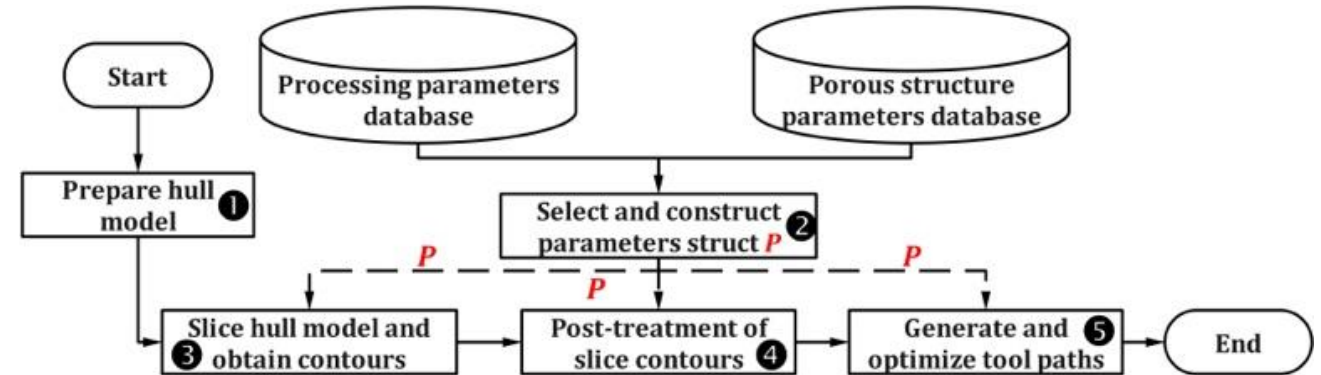 Start
Processing parameters
database
Porous structure
parameters database
Prepare hull
model ❶
Select and construct
parameters struct P ❷
P
P
P
Slice hull model and
❸ obtain contours
Post-treatment of
slice contours ❹
Generate and ❺
optimize tool paths
End